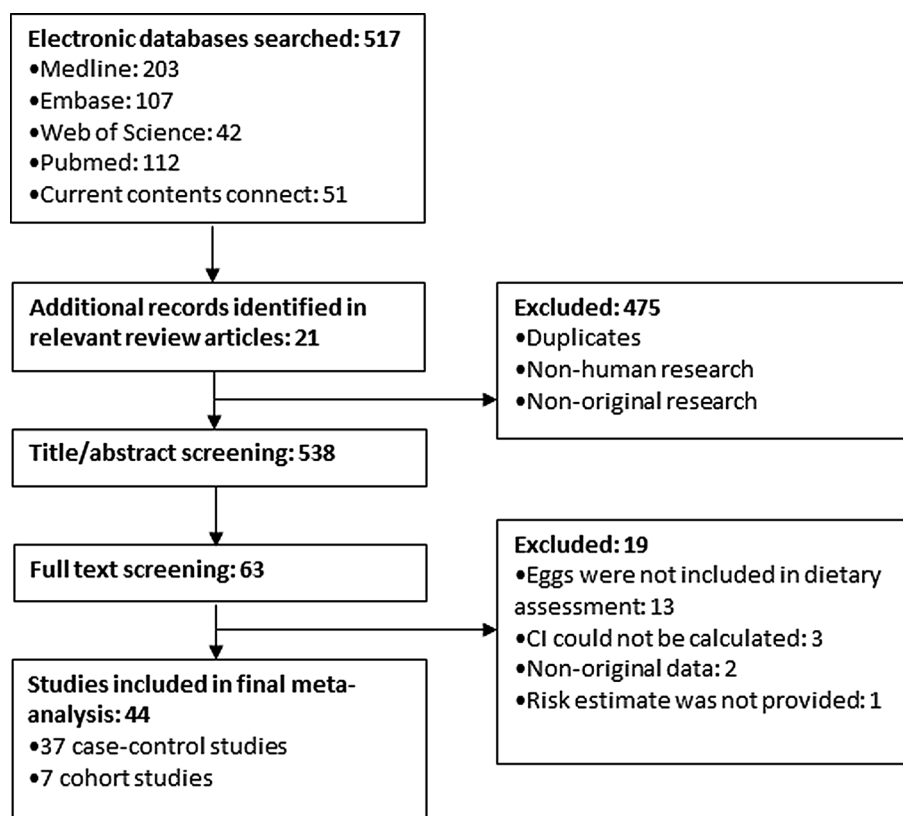 Electronic databases searched: 517
•Medline: 203
•Embase: 107
•Web of Science: 42
•Pubmed: 112
•Current contents connect: 51
Additional records identified in
relevant review articles: 21
Excluded: 475
•Duplicates
•Non-human research
•Non-original research
Title/abstract screening: 538
Full text screening: 63
Excluded: 19
•Eggs were not included in dietary
assessment: 13
•CI could not be calculated: 3
•Non-original data: 2
•Risk estimate was not provided: 1
Studies included in final meta-
analysis: 44
•37 case-control studies
•7 cohort studies